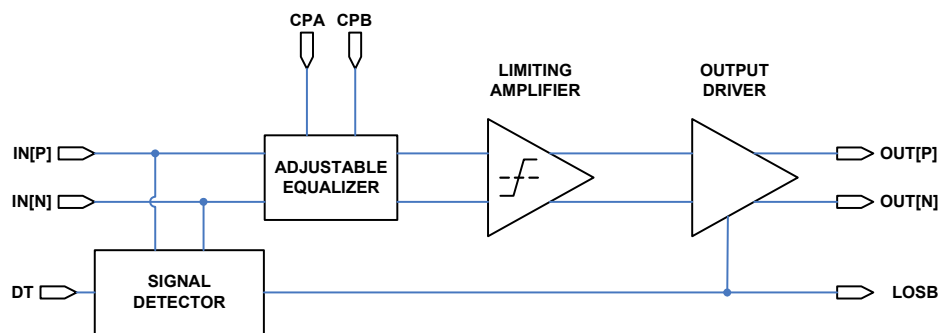 CPA
CPB
LIMITING
AMPLIFIER
OUTPUT
DRIVER
IN[P]
ADJUSTABLE
EQUALIZER
OUT[P]
IN[N]
OUT[N]
DT
SIGNAL
DETECTOR
LOSB